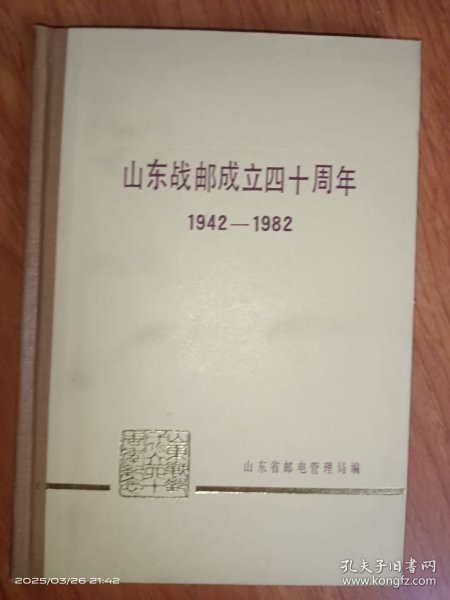 山东战邮成立四十周年
1942—1982
山东省邮电管理局编
2025/03/26 21:42
孔夫子旧书网
www.kongfz.com